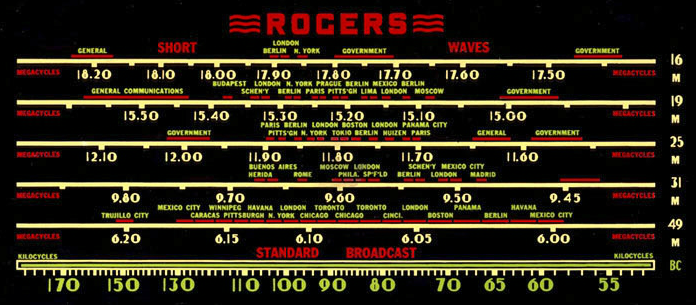 ROGERS
SHORT WAVES
GENERAL LONDON BERLIN N. YORK GOVERNMENT GOVERNMENT
16 M
MEGACYCLES 18.20 18.10 18.00 17.90 17.80 17.70 17.60 17.50 MEGACYCLES
BUDAPEST LONDON N. YORK PRAGUE BERLIN MEXICO BERLIN
GENERAL COMMUNICATIONS SCHEN'Y BERLIN PARIS PITTS'GH LIMA LONDON MOSCOW GOVERNMENT
19 M
MEGACYCLES 15.50 15.40 15.30 15.20 15.10 15.00 MEGACYCLES
PARIS BERLIN LONDON BOSTON LONDON PANAMA CITY
GOVERNMENT PITTS'GH N. YORK TOKIO BERLIN HUIZEN PARIS GENERAL GOVERNMENT
25 M
MEGACYCLES 12.10 12.00 11.90 11.80 11.70 11.60 MEGACYCLES
BUENOS AIRES MOSCOW LONDON SCHEN'Y MEXICO CITY
HERIDA ROME PHILA. SP'F'LD BERLIN LONDON MADRID
31 M
MEGACYCLES 9.80 9.70 9.60 9.50 9.45 MEGACYCLES
MEXICO CITY WINNIPEG HAVANA LONDON TORONTO TORONTO LONDON PANAMA HAVANA
TRUJILLO CITY CARACAS PITTSBURGH N. YORK CHICAGO CHICAGO CINCI. BOSTON BERLIN MEXICO CITY
49 M
MEGACYCLES 6.20 6.15 6.10 6.05 6.00 MEGACYCLES
STANDARD BROADCAST
KILOCYCLES KILOCYCLES BC
170 150 130 110 100 90 80 70 65 60 55